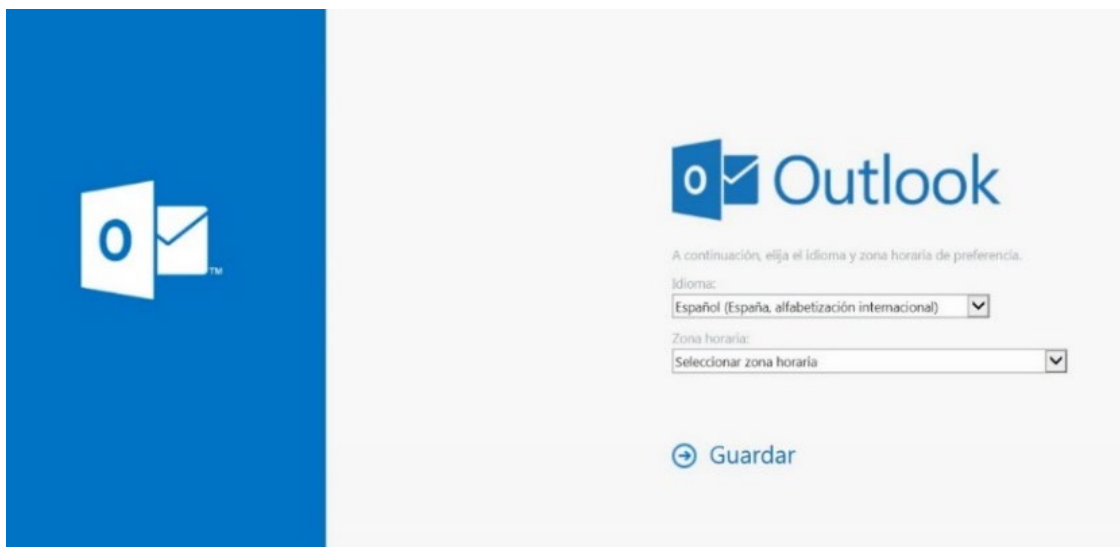 O
TM
O Outlook
A continuación, elija el idioma y zona horaria de preferencia.
Idioma:
Español (España, alfabetización internacional)
Zona horaria:
Seleccionar zona horaria
Guardar